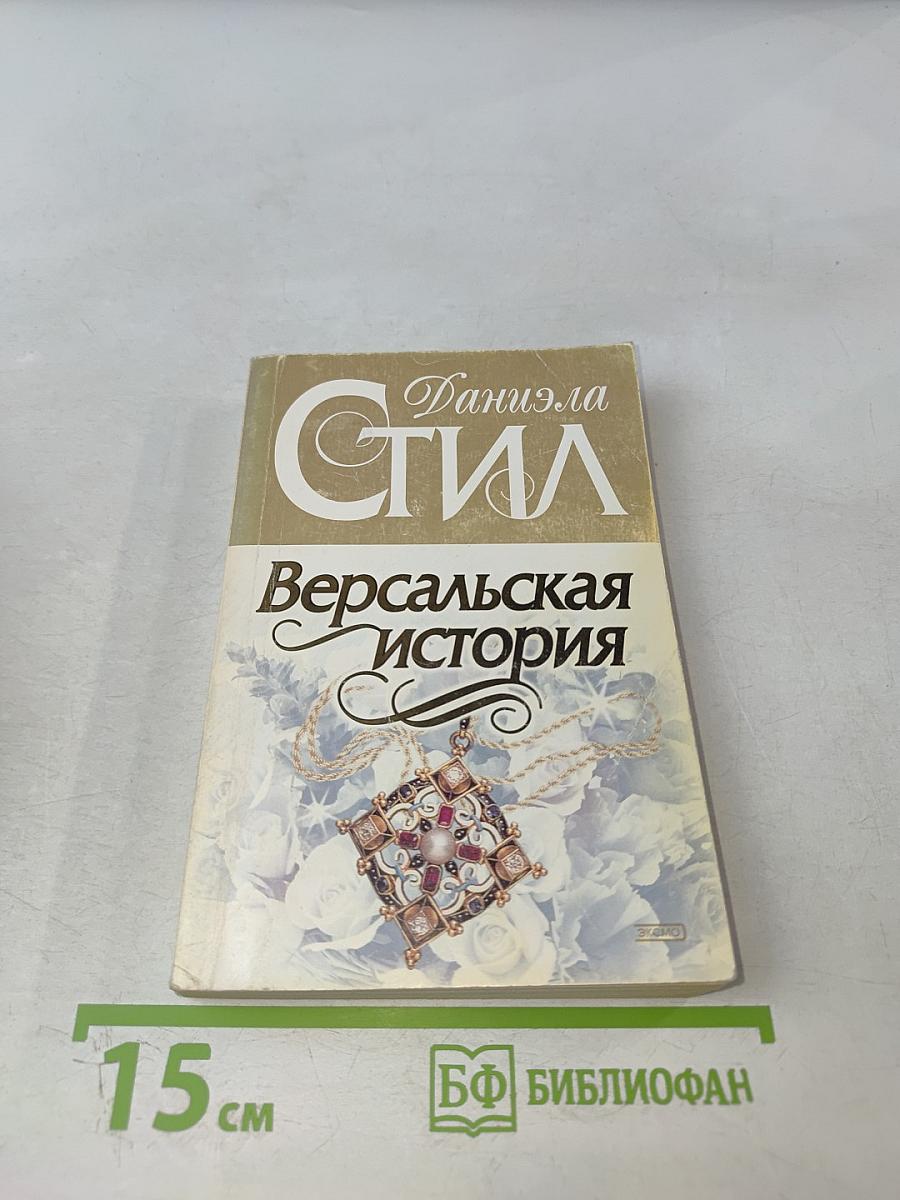 Даниэла
Стил
Версальская
история
ЭКСМО
15 см
БФ БИБЛИОФАН